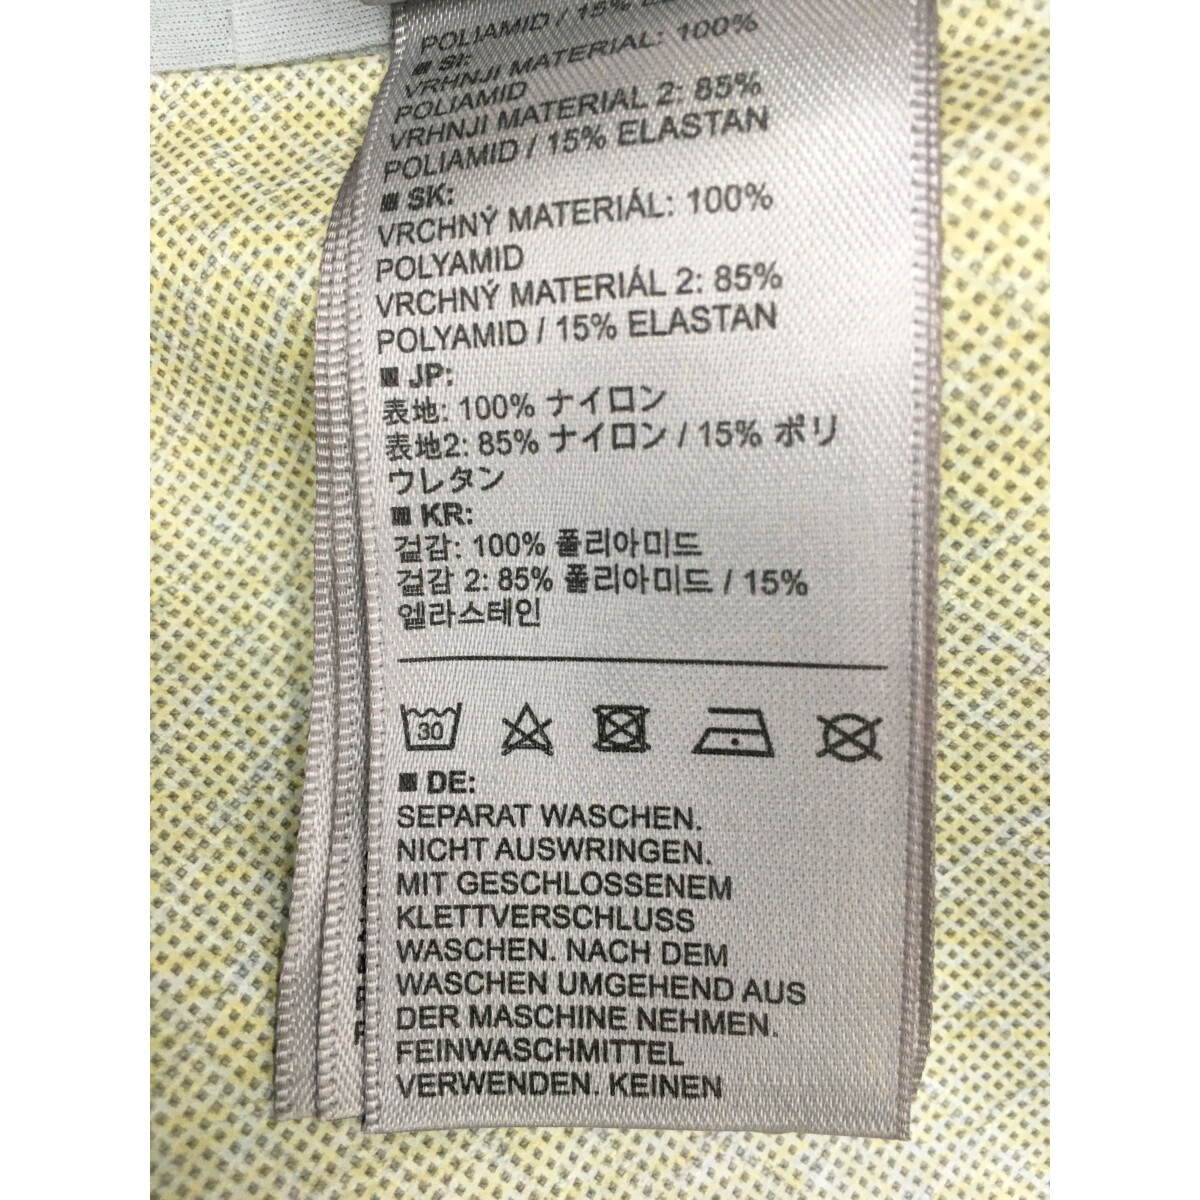 POLIAMID / 15%
■ SI:
VRHNJI MATERIAL: 100%
POLIAMID
VRHNJI MATERIAL 2: 85%
POLIAMID / 15% ELASTAN
■ SK:
VRCHNÝ MATERIÁL: 100%
POLYAMID
VRCHNÝ MATERIÁL 2: 85%
POLYAMID / 15% ELASTAN
■ JP:
表地: 100% ナイロン
表地2: 85% ナイロン / 15% ポリ
ウレタン
■ KR:
겉감: 100% 폴리아미드
겉감 2: 85% 폴리아미드 / 15%
엘라스테인
30
■ DE:
SEPARAT WASCHEN.
NICHT AUSWRINGEN.
MIT GESCHLOSSENEM
KLETTVERSCHLUSS
WASCHEN. NACH DEM
WASCHEN UMGEHEND AUS
DER MASCHINE NEHMEN.
FEINWASCHMITTEL
VERWENDEN. KEINEN